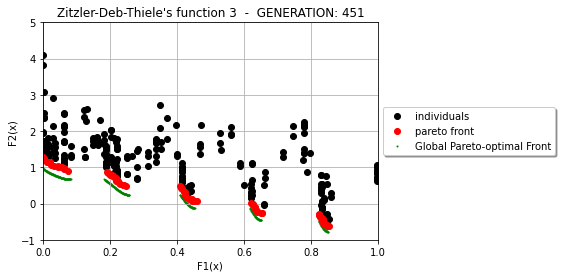 Zitzler-Deb-Thiele's function 3 - GENERATION: 451
5
4
3
2
1
0
−1
F2(x)
0.0 0.2 0.4 0.6 0.8 1.0
F1(x)
individuals
pareto front
Global Pareto-optimal Front